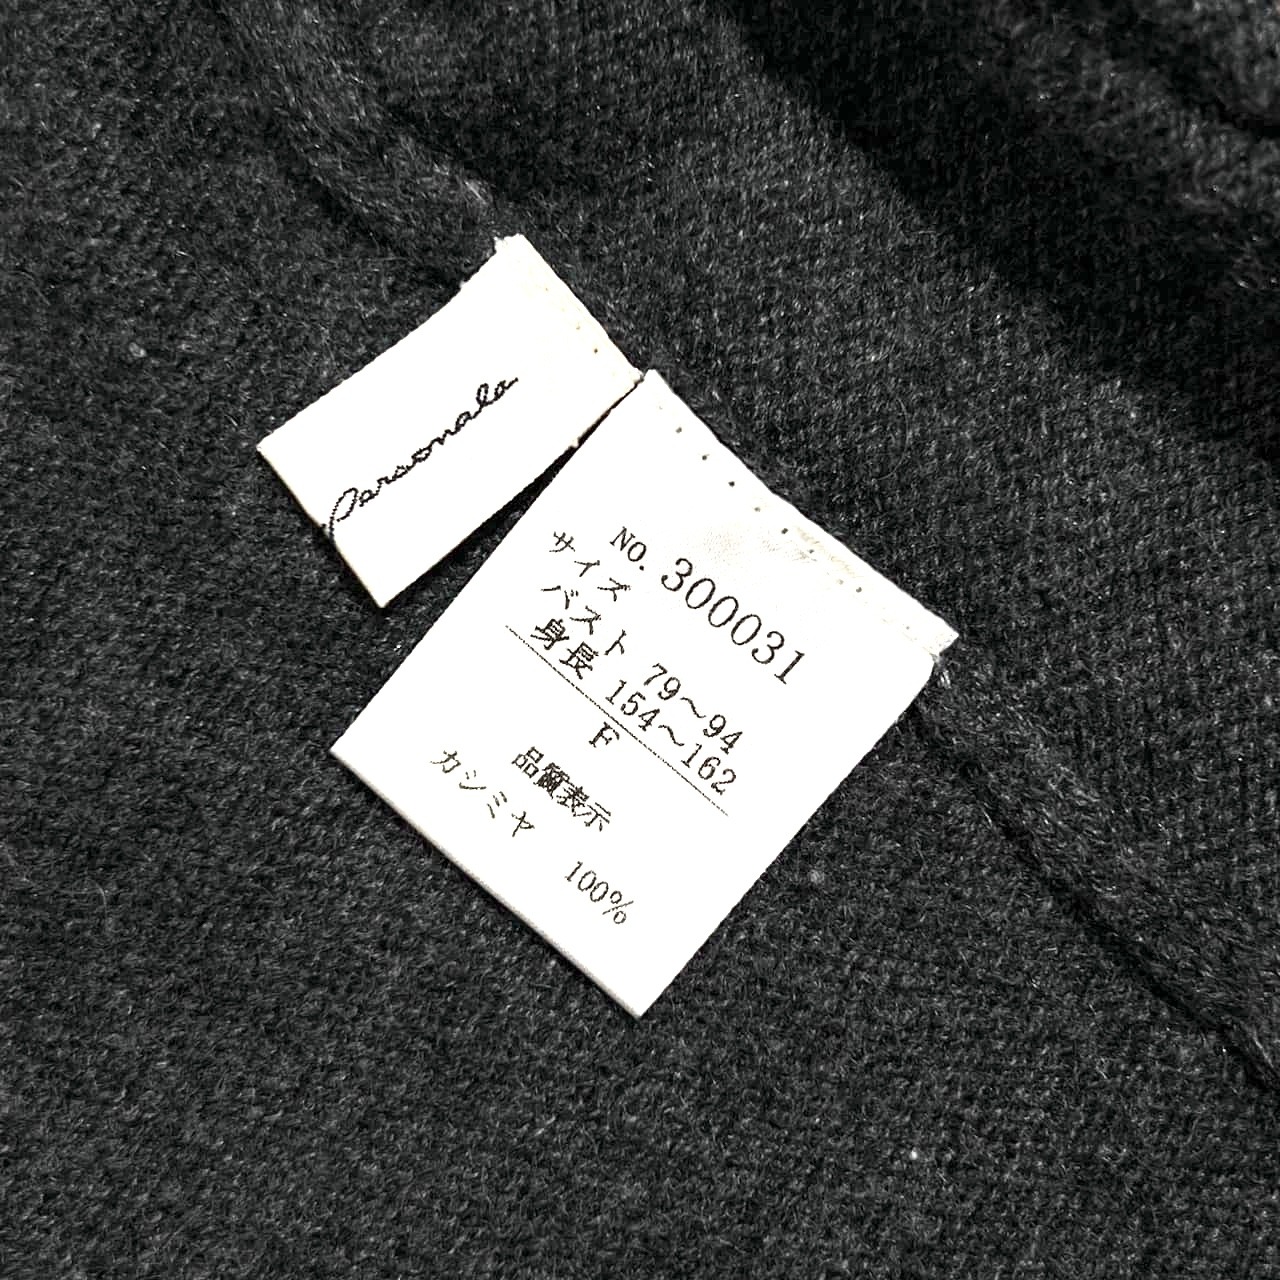 Personala
NO. 300031
サイズ
バスト 79～94
身長 154～162
F
品質表示
カシミヤ 100%